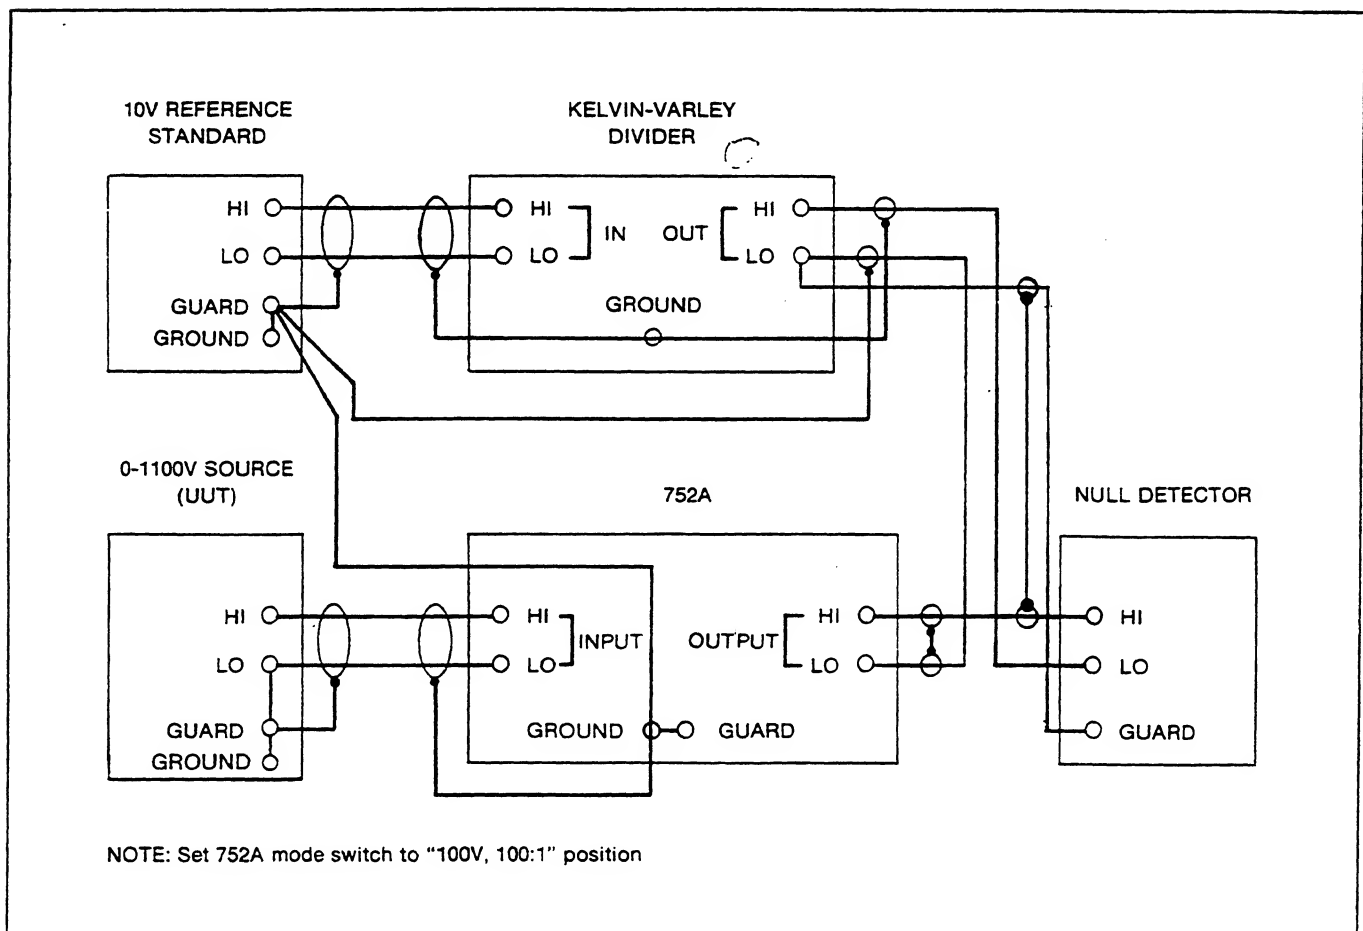 10V REFERENCE
STANDARD
KELVIN-VARLEY
DIVIDER
HI
LO
GUARD
GROUND
HI
LO
IN
OUT
HI
LO
GROUND
0-1100V SOURCE
(UUT)
752A
NULL DETECTOR
HI
LO
GUARD
GROUND
HI
LO
INPUT
OUTPUT
HI
LO
GROUND
GUARD
HI
LO
GUARD
NOTE: Set 752A mode switch to “100V, 100:1” position